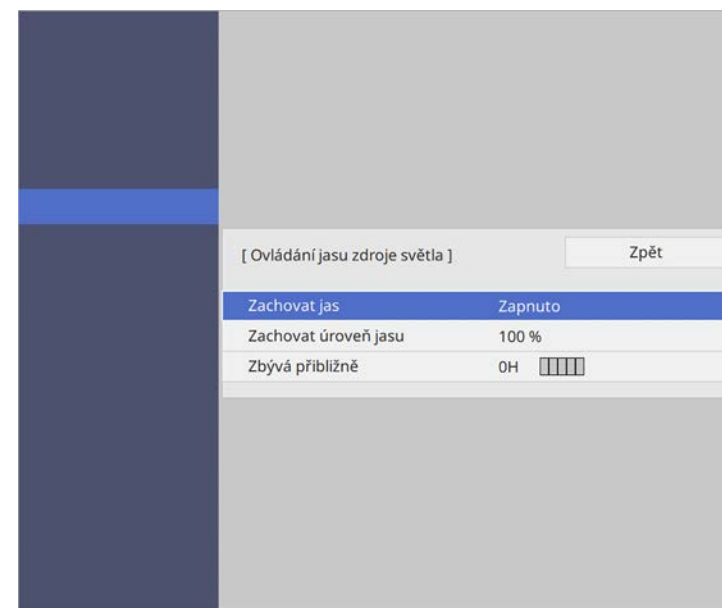 [ Ovládání jasu zdroje světla ] Zpět
Zachovat jas Zapnuto
Zachovat úroveň jasu 100 %
Zbývá přibližně 0H